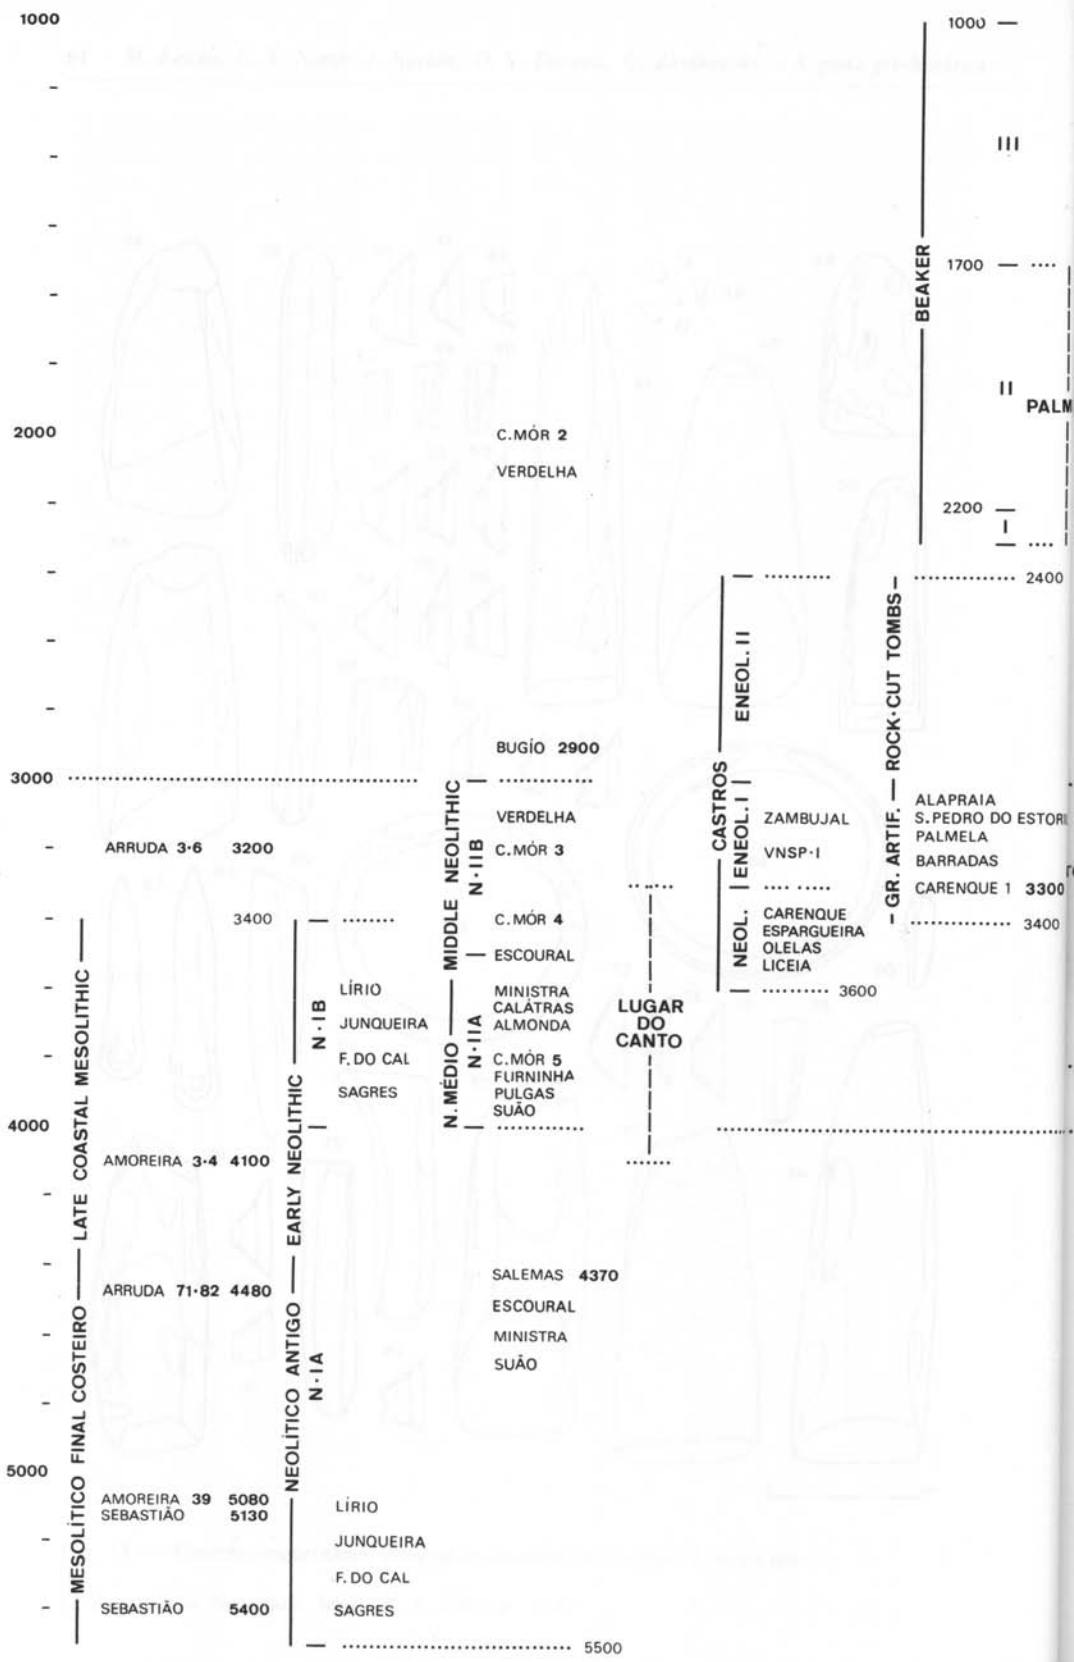 1000
1000
III
BEAKER
1700
II
PALM
2000
C.MÓR 2
VERDELHA
2200
I
2400
ENEOL. II
ROCK-CUT TOMBS
BUGÍO 2900
3000
CASTROS
ENEOL. I
GR. ARTIF.
VERDELHA
ZAMBUJAL
ALAPRAIA
S.PEDRO DO ESTORI
PALMELA
ARRUDA 3·6 3200
MIDDLE NEOLITHIC
N·IIB
C.MÓR 3
VNSP·I
BARRADAS
CARENQUE 1 3300
3400
C.MÓR 4
NEOL.
CARENQUE
ESPARGUEIRA
OLELAS
LICEIA
3400
ESCOURAL
3600
LATE COASTAL MESOLITHIC
N·IB
LÍRIO
JUNQUEIRA
F. DO CAL
SAGRES
N. MÉDIO
N·IIA
MINISTRA
CALÁTRAS
ALMONDA
C.MÓR 5
FURNINHA
PULGAS
SUÃO
LUGAR
DO
CANTO
4000
AMOREIRA 3·4 4100
EARLY NEOLITHIC
ARRUDA 71·82 4480
SALEMAS 4370
ESCOURAL
MINISTRA
SUÃO
MESOLÍTICO FINAL COSTEIRO
NEOLÍTICO ANTIGO
N·IA
5000
AMOREIRA 39 5080
SEBASTIÃO 5130
LÍRIO
JUNQUEIRA
F. DO CAL
SEBASTIÃO 5400
SAGRES
5500